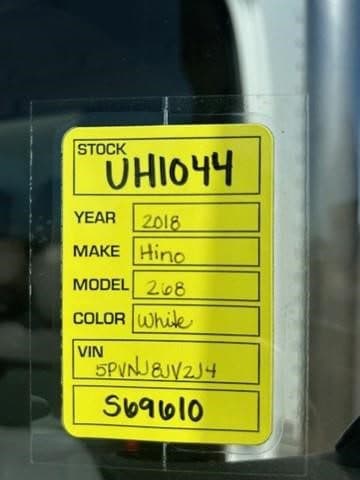 STOCK
UH1044
YEAR 2018
MAKE Hino
MODEL 268
COLOR White
VIN
5PVNJ8JV2J4
S69610